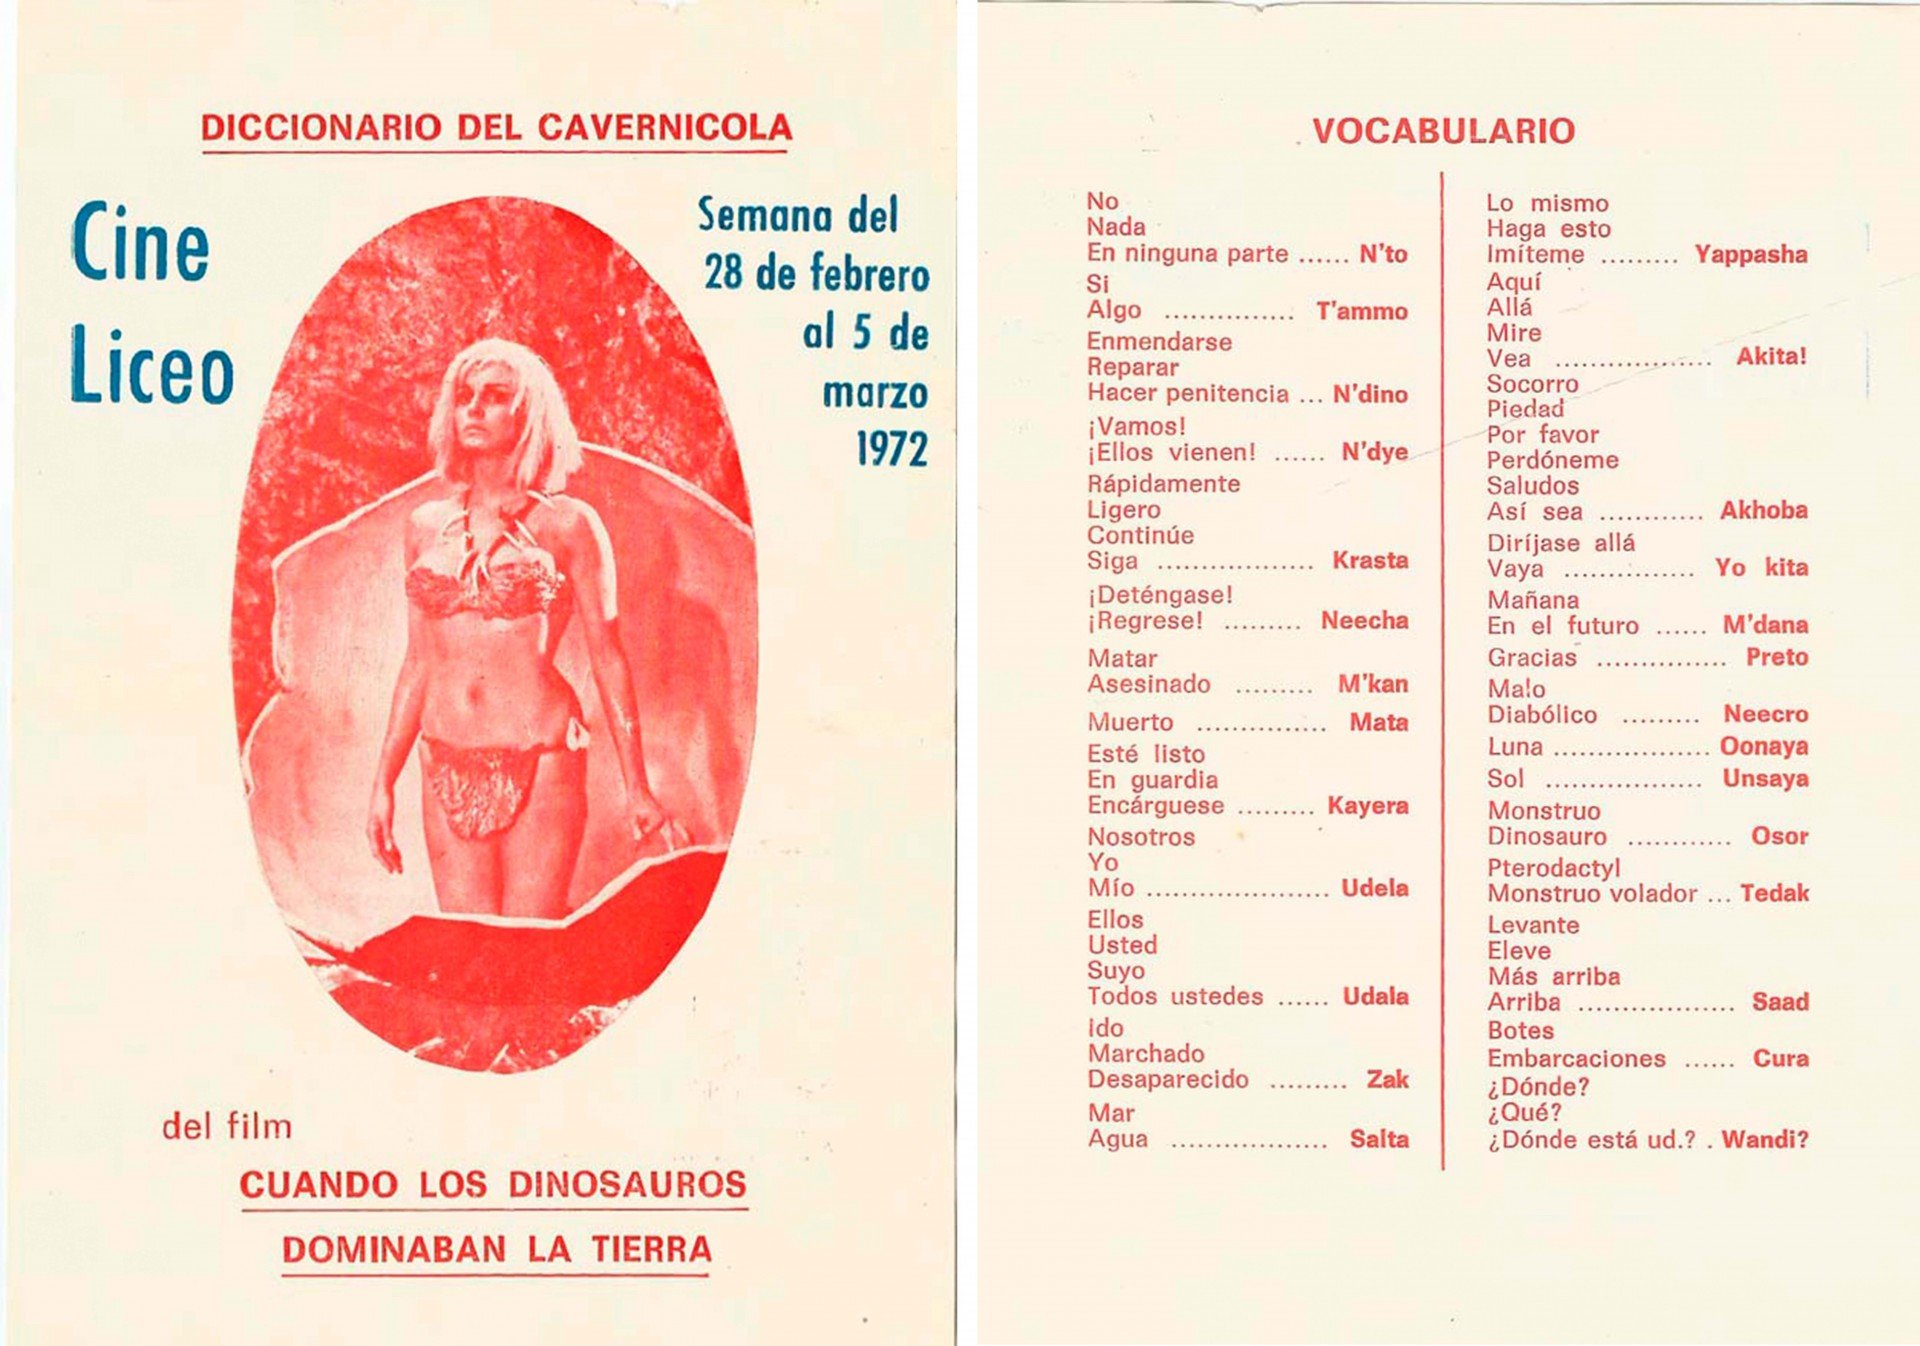 DICCIONARIO DEL CAVERNICOLA
Cine
Liceo
Semana del
28 de febrero
al 5 de
marzo
1972
del film
CUANDO LOS DINOSAUROS
DOMINABAN LA TIERRA
VOCABULARIO
No
Nada
En ninguna parte ...... N'to
Si
Algo ............... T'ammo
Enmendarse
Reparar
Hacer penitencia ... N'dino
¡Vamos!
¡Ellos vienen! ...... N'dye
Rápidamente
Ligero
Continúe
Siga .................. Krasta
¡Deténgase!
¡Regrese! ......... Neecha
Matar
Asesinado ......... M'kan
Muerto ............... Mata
Esté listo
En guardia
Encárguese ......... Kayera
Nosotros
Yo
Mío ..................... Udela
Ellos
Usted
Suyo
Todos ustedes ...... Udala
Ido
Marchado
Desaparecido ......... Zak
Mar
Agua .................. Salta
Lo mismo
Haga esto
Imíteme ......... Yappasha
Aquí
Allá
Mire
Vea .................. Akita!
Socorro
Piedad
Por favor
Perdóneme
Saludos
Así sea ............ Akhoba
Diríjase allá
Vaya ............... Yo kita
Mañana
En el futuro ...... M'dana
Gracias ............... Preto
Malo
Diabólico ......... Neecro
Luna .................. Oonaya
Sol .................. Unsaya
Monstruo
Dinosauro ............ Osor
Pterodactyl
Monstruo volador ... Tedak
Levante
Eleve
Más arriba
Arriba .................. Saad
Botes
Embarcaciones ...... Cura
¿Dónde?
¿Qué?
¿Dónde está ud.? . Wandi?